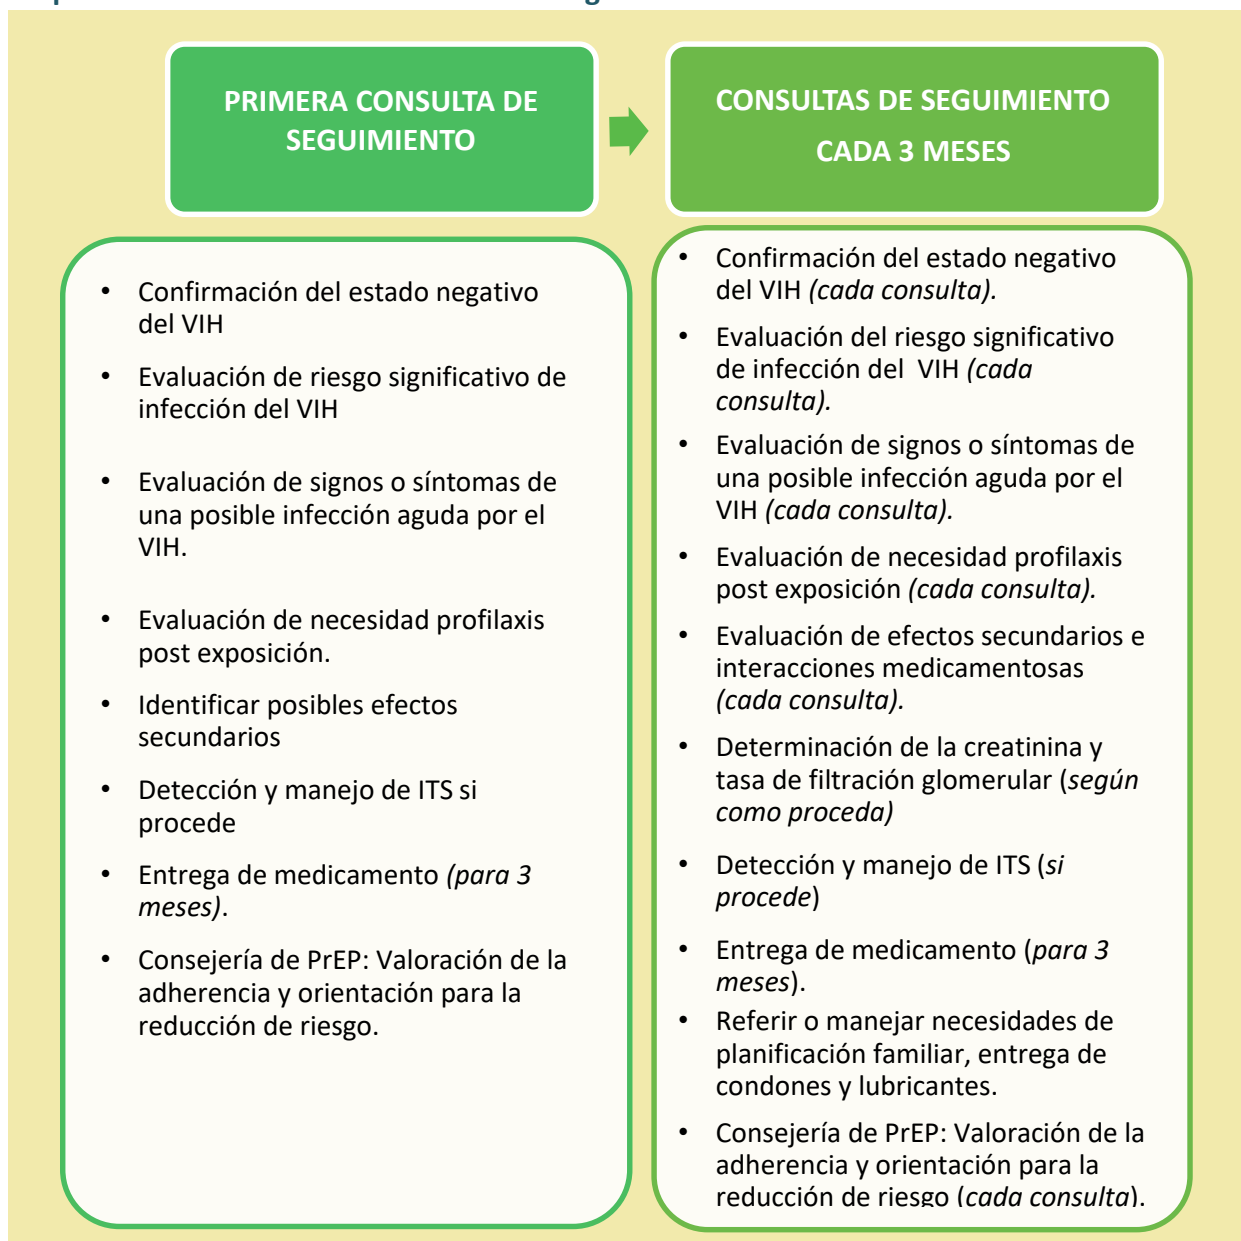 PRIMERA CONSULTA DE
SEGUIMIENTO
CONSULTAS DE SEGUIMIENTO
CADA 3 MESES
• Confirmación del estado negativo
del VIH
• Evaluación de riesgo significativo de
infección del VIH
• Evaluación de signos o síntomas de
una posible infección aguda por el
VIH.
• Evaluación de necesidad profilaxis
post exposición.
• Identificar posibles efectos
secundarios
• Detección y manejo de ITS si
procede
• Entrega de medicamento (para 3
meses).
• Consejería de PrEP: Valoración de la
adherencia y orientación para la
reducción de riesgo.
• Confirmación del estado negativo
del VIH (cada consulta).
• Evaluación del riesgo significativo
de infección del  VIH (cada
consulta).
• Evaluación de signos o síntomas de
una posible infección aguda por el
VIH (cada consulta).
• Evaluación de necesidad profilaxis
post exposición (cada consulta).
• Evaluación de efectos secundarios e
interacciones medicamentosas
(cada consulta).
• Determinación de la creatinina y
tasa de filtración glomerular (según
como proceda)
• Detección y manejo de ITS (si
procede)
• Entrega de medicamento (para 3
meses).
• Referir o manejar necesidades de
planificación familiar, entrega de
condones y lubricantes.
• Consejería de PrEP: Valoración de la
adherencia y orientación para la
reducción de riesgo (cada consulta).